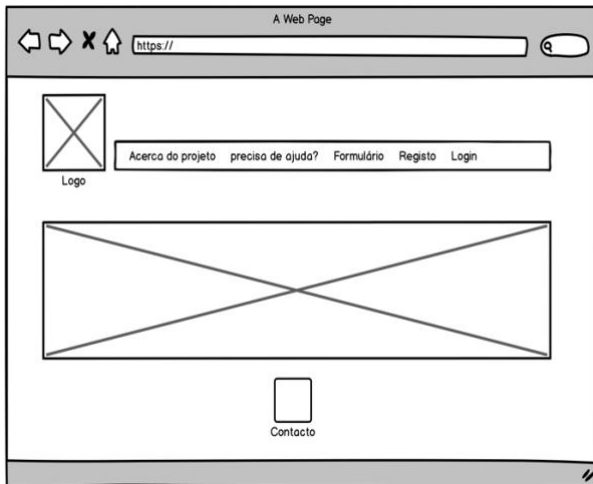 A Web Page
https://
Acerca do projeto precisa de ajuda? Formulário Registo Login
Logo
Contacto